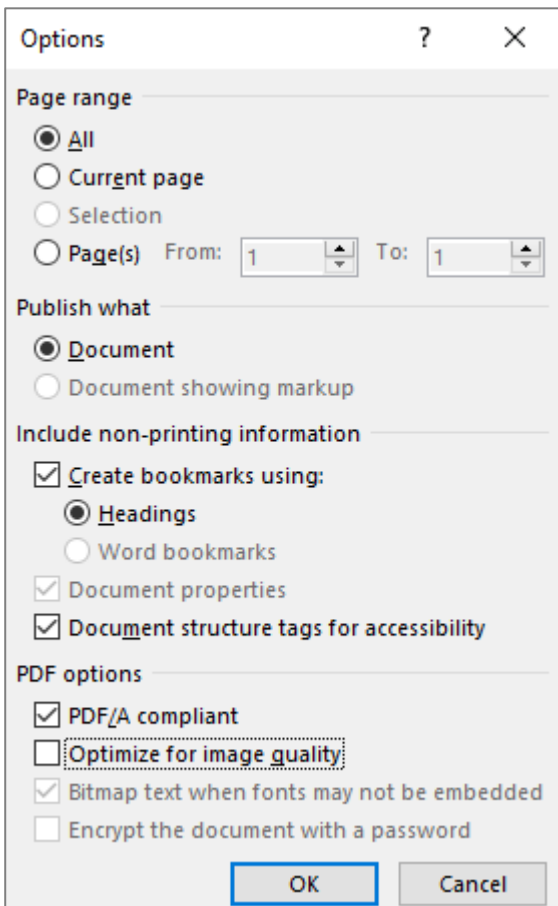 Options ?
Page range
All
Current page
Selection
Page(s) From: 1 To: 1
Publish what
Document
Document showing markup
Include non-printing information
Create bookmarks using:
Headings
Word bookmarks
Document properties
Document structure tags for accessibility
PDF options
PDF/A compliant
Optimize for image quality
Bitmap text when fonts may not be embedded
Encrypt the document with a password
OK Cancel